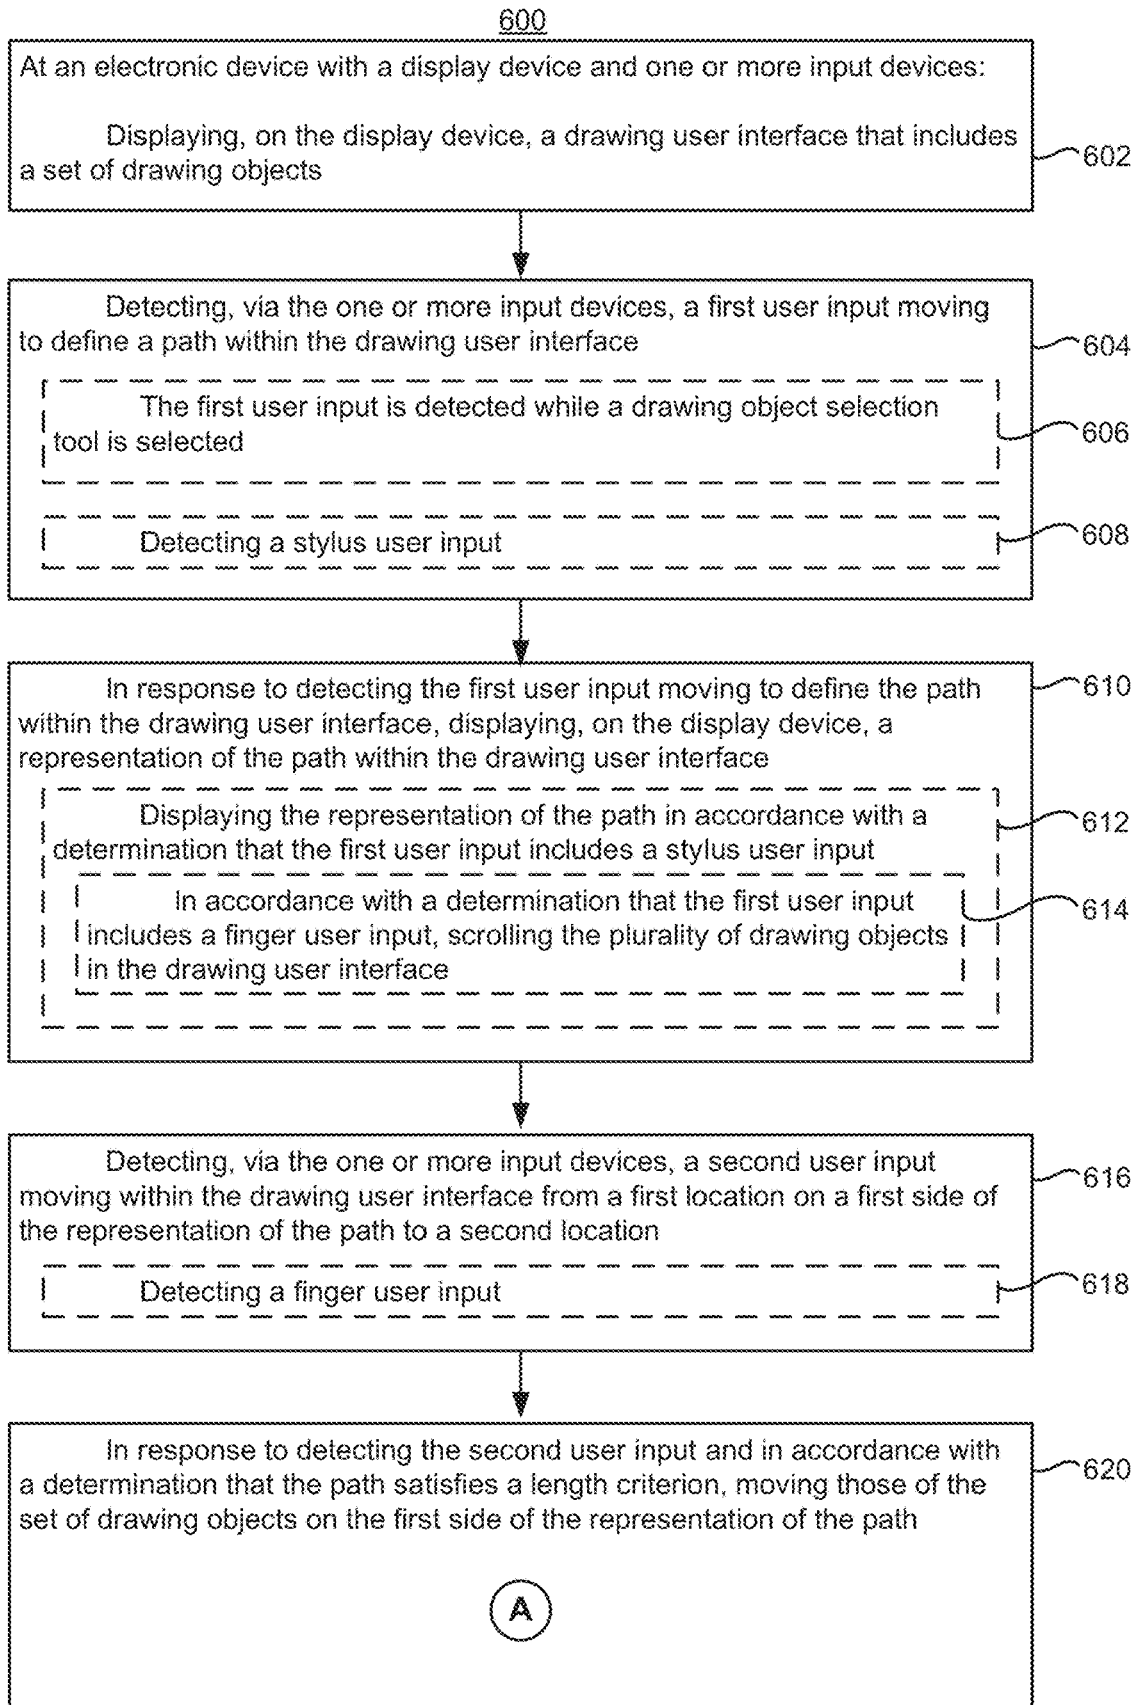 600
At an electronic device with a display device and one or more input devices:
Displaying, on the display device, a drawing user interface that includes
a set of drawing objects
602
Detecting, via the one or more input devices, a first user input moving
to define a path within the drawing user interface
604
The first user input is detected while a drawing object selection
tool is selected
606
Detecting a stylus user input
608
In response to detecting the first user input moving to define the path
within the drawing user interface, displaying, on the display device, a
representation of the path within the drawing user interface
610
Displaying the representation of the path in accordance with a
determination that the first user input includes a stylus user input
612
In accordance with a determination that the first user input
includes a finger user input, scrolling the plurality of drawing objects
in the drawing user interface
614
Detecting, via the one or more input devices, a second user input
moving within the drawing user interface from a first location on a first side of
the representation of the path to a second location
616
Detecting a finger user input
618
In response to detecting the second user input and in accordance with
a determination that the path satisfies a length criterion, moving those of the
set of drawing objects on the first side of the representation of the path
620
A